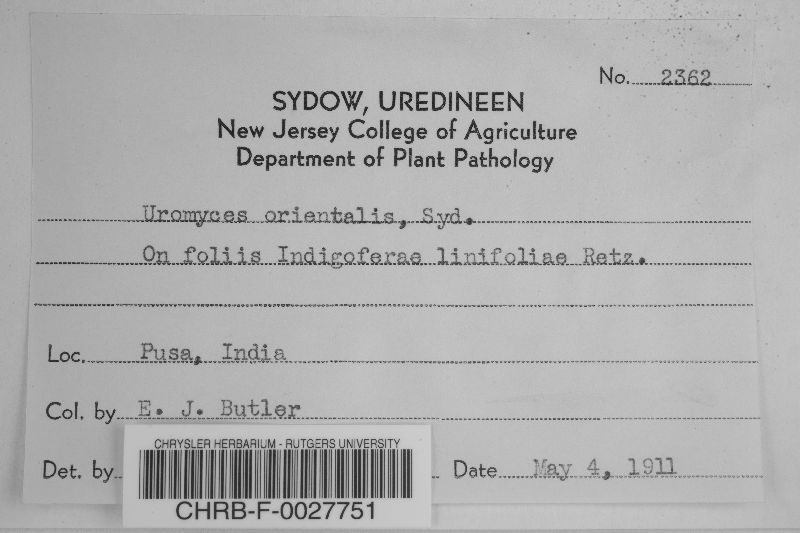 No. 2362
SYDOW, UREDINEEN
New Jersey College of Agriculture
Department of Plant Pathology
Uromyces orientalis, Syd.
On foliis Indigoferae linifoliae Retz.
Loc. Pusa, India
Col. by E. J. Butler
Det. by Date May 4, 1911
CHRYSLER HERBARIUM - RUTGERS UNIVERSITY
CHRB-F-0027751